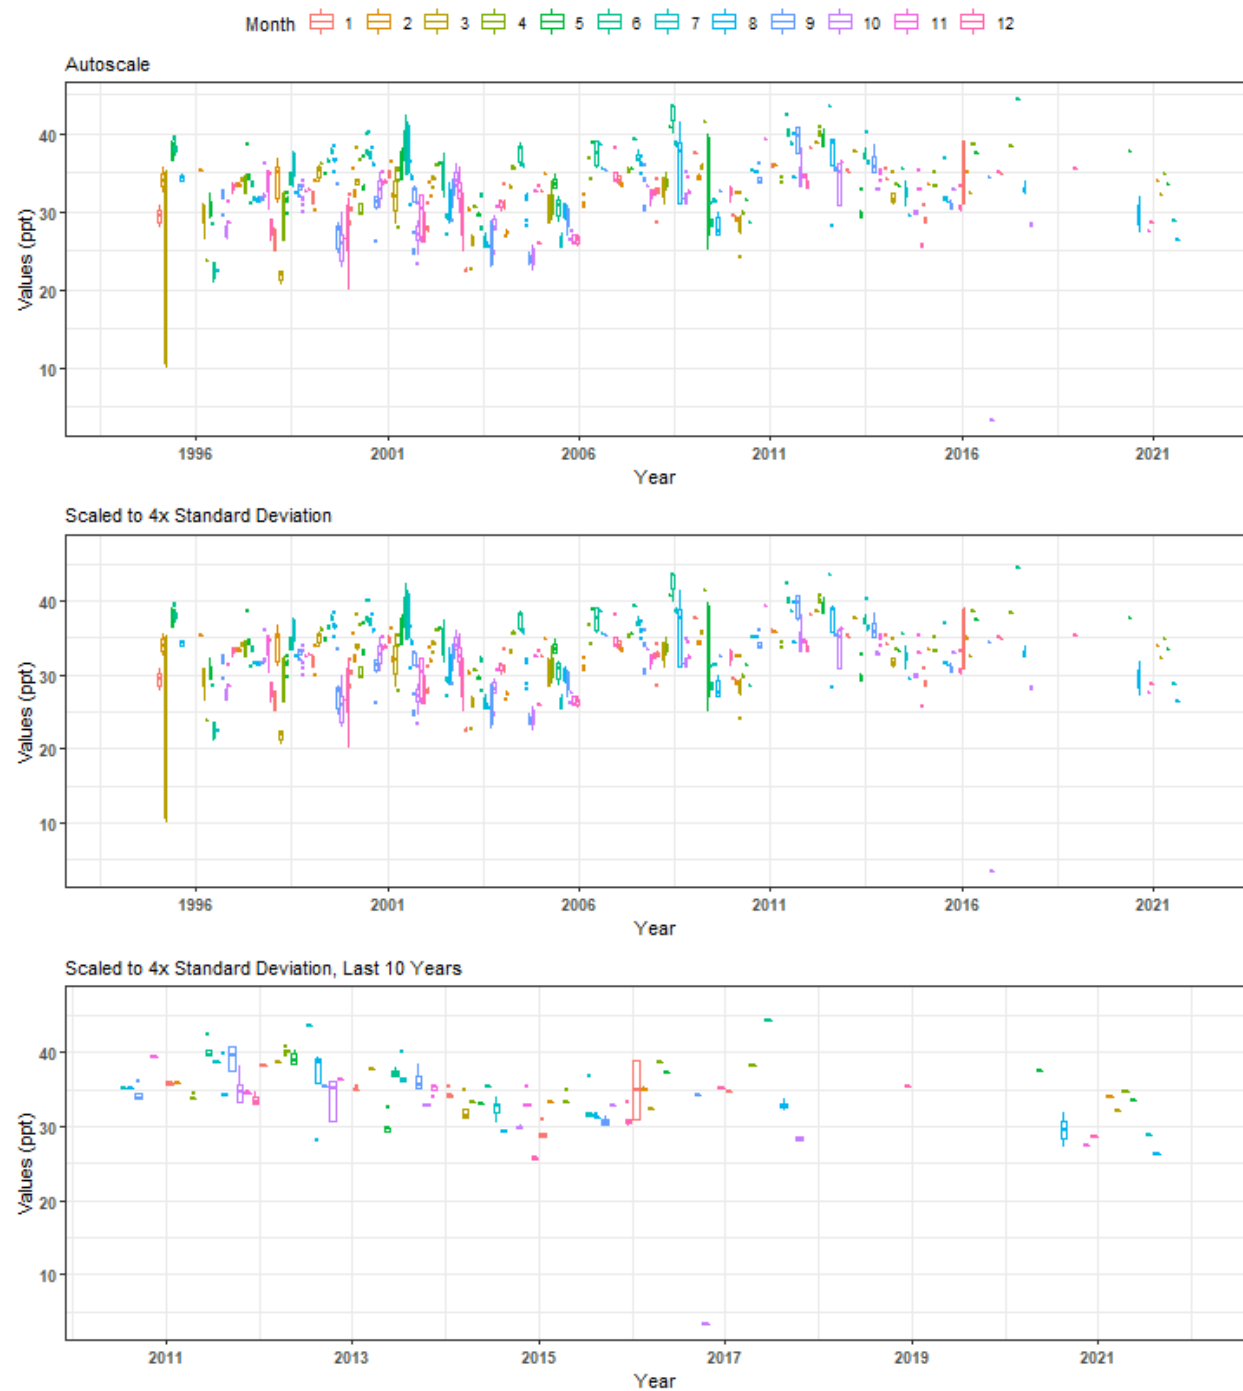 Month 1 2 3 4 5 6 7 8 9 10 11 12
Autoscale
40
30
20
10
Values (ppt)
1996 2001 2006 2011 2016 2021
Year
Scaled to 4x Standard Deviation
40
30
20
10
Values (ppt)
1996 2001 2006 2011 2016 2021
Year
Scaled to 4x Standard Deviation, Last 10 Years
40
30
20
10
Values (ppt)
2011 2013 2015 2017 2019 2021
Year